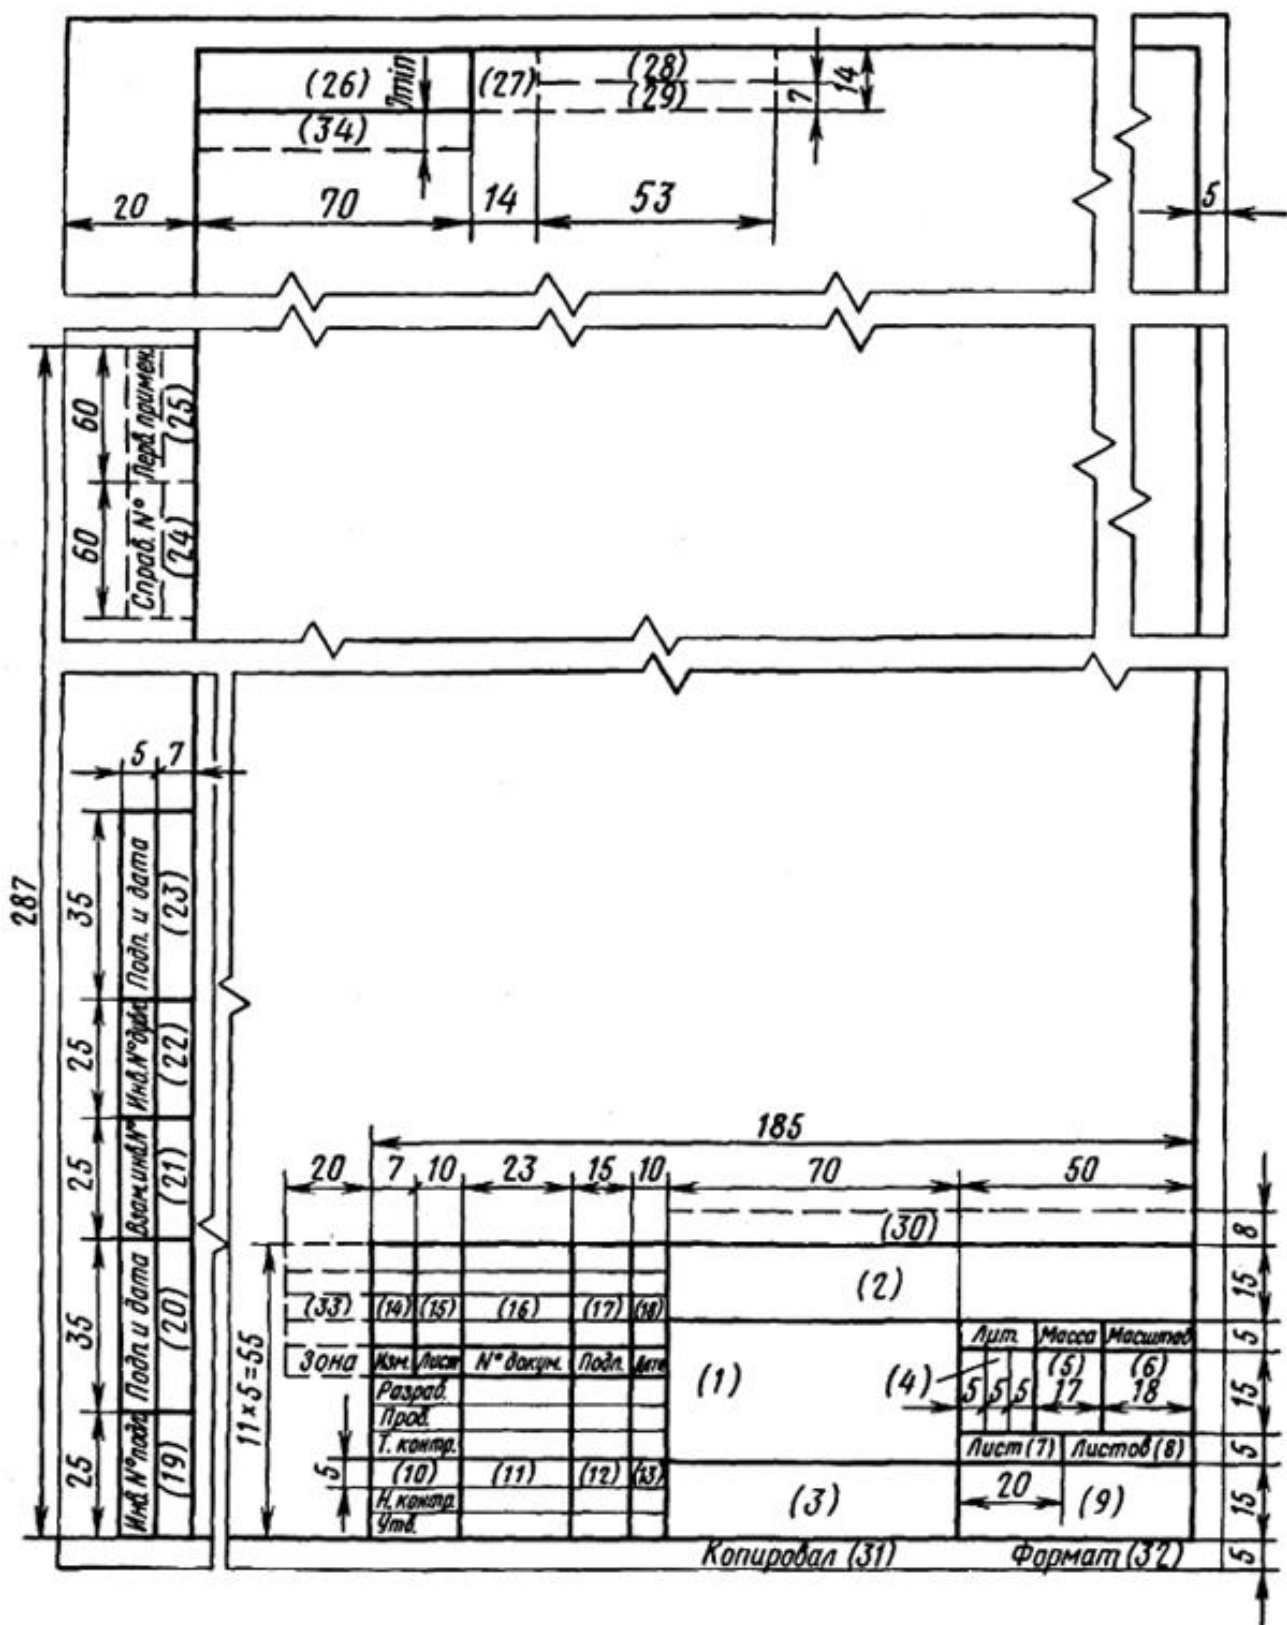 (26) 7min (27) (28) 7 14
(34) (29)
20 70 14 53 5
60 Перв. примен. (25)
60 Справ. N° (24)
287
5 7
35 Подп. и дата (23)
25 Инв.N°дубл. (22)
25 Взам.инв.N° (21)
35 Подп. и дата (20)
25 Инв.N°подл. (19)
185
20 7 10 23 15 10 70 50
(30) 8
(2) 15
11×5=55
(33) (14) (15) (16) (17) (18)
Лит. Масса Масштаб 5
Зона Изм. Лист N° докум. Подп. Дата
(1) (4) (5) (6)
5 5 5 17 18 15
Разраб.
Пров.
Т. контр.
Лист (7) Листов (8) 5
5 (10) (11) (12) (13)
(3) 20 (9) 15
Н. контр.
Утв.
Копировал (31) Формат (32) 5